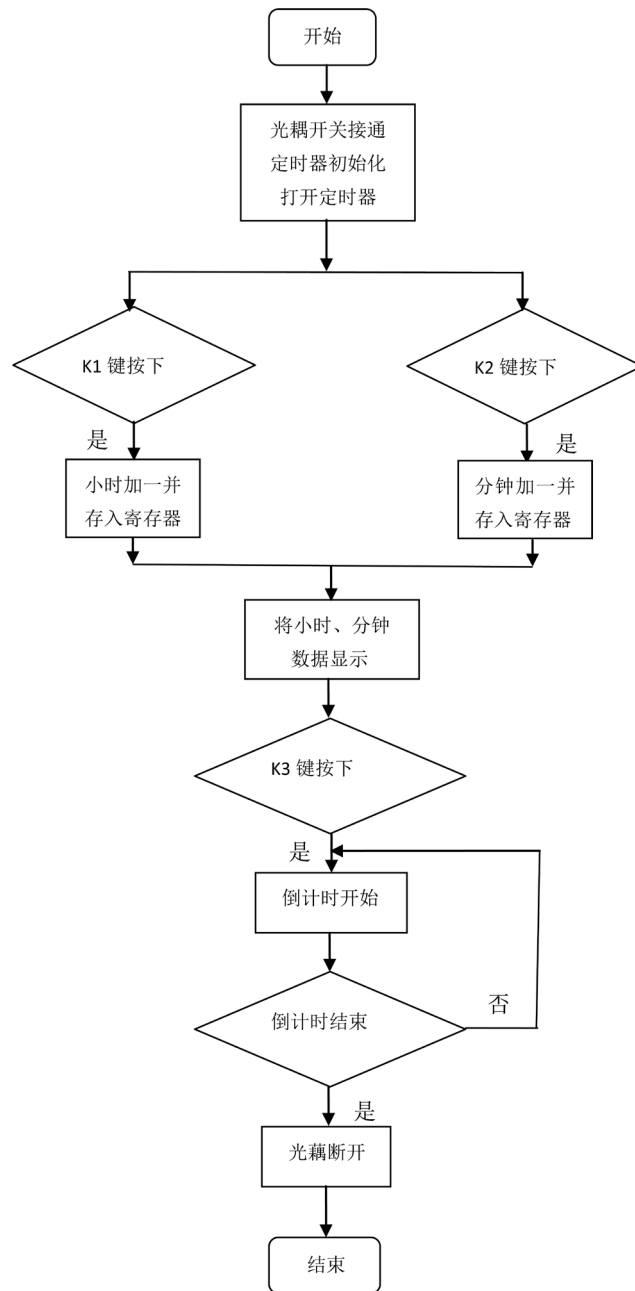 开始
光耦开关接通
定时器初始化
打开定时器
K1 键按下
K2 键按下
是
是
小时加一并
存入寄存器
分钟加一并
存入寄存器
将小时、分钟
数据显示
K3 键按下
是
倒计时开始
否
倒计时结束
是
光藕断开
结束